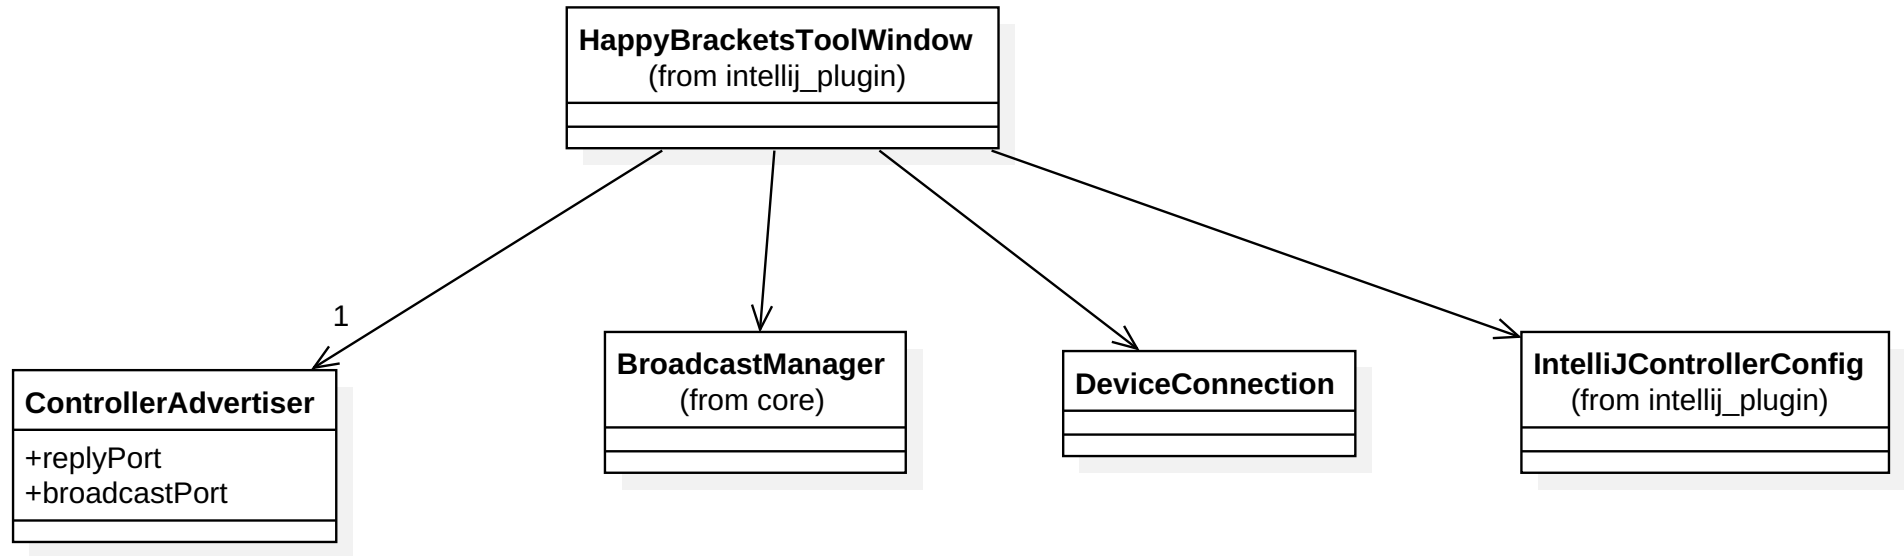 HappyBracketsToolWindow
(from intellij_plugin)
1
ControllerAdvertiser
+replyPort
+broadcastPort
BroadcastManager
(from core)
DeviceConnection
IntelliJControllerConfig
(from intellij_plugin)